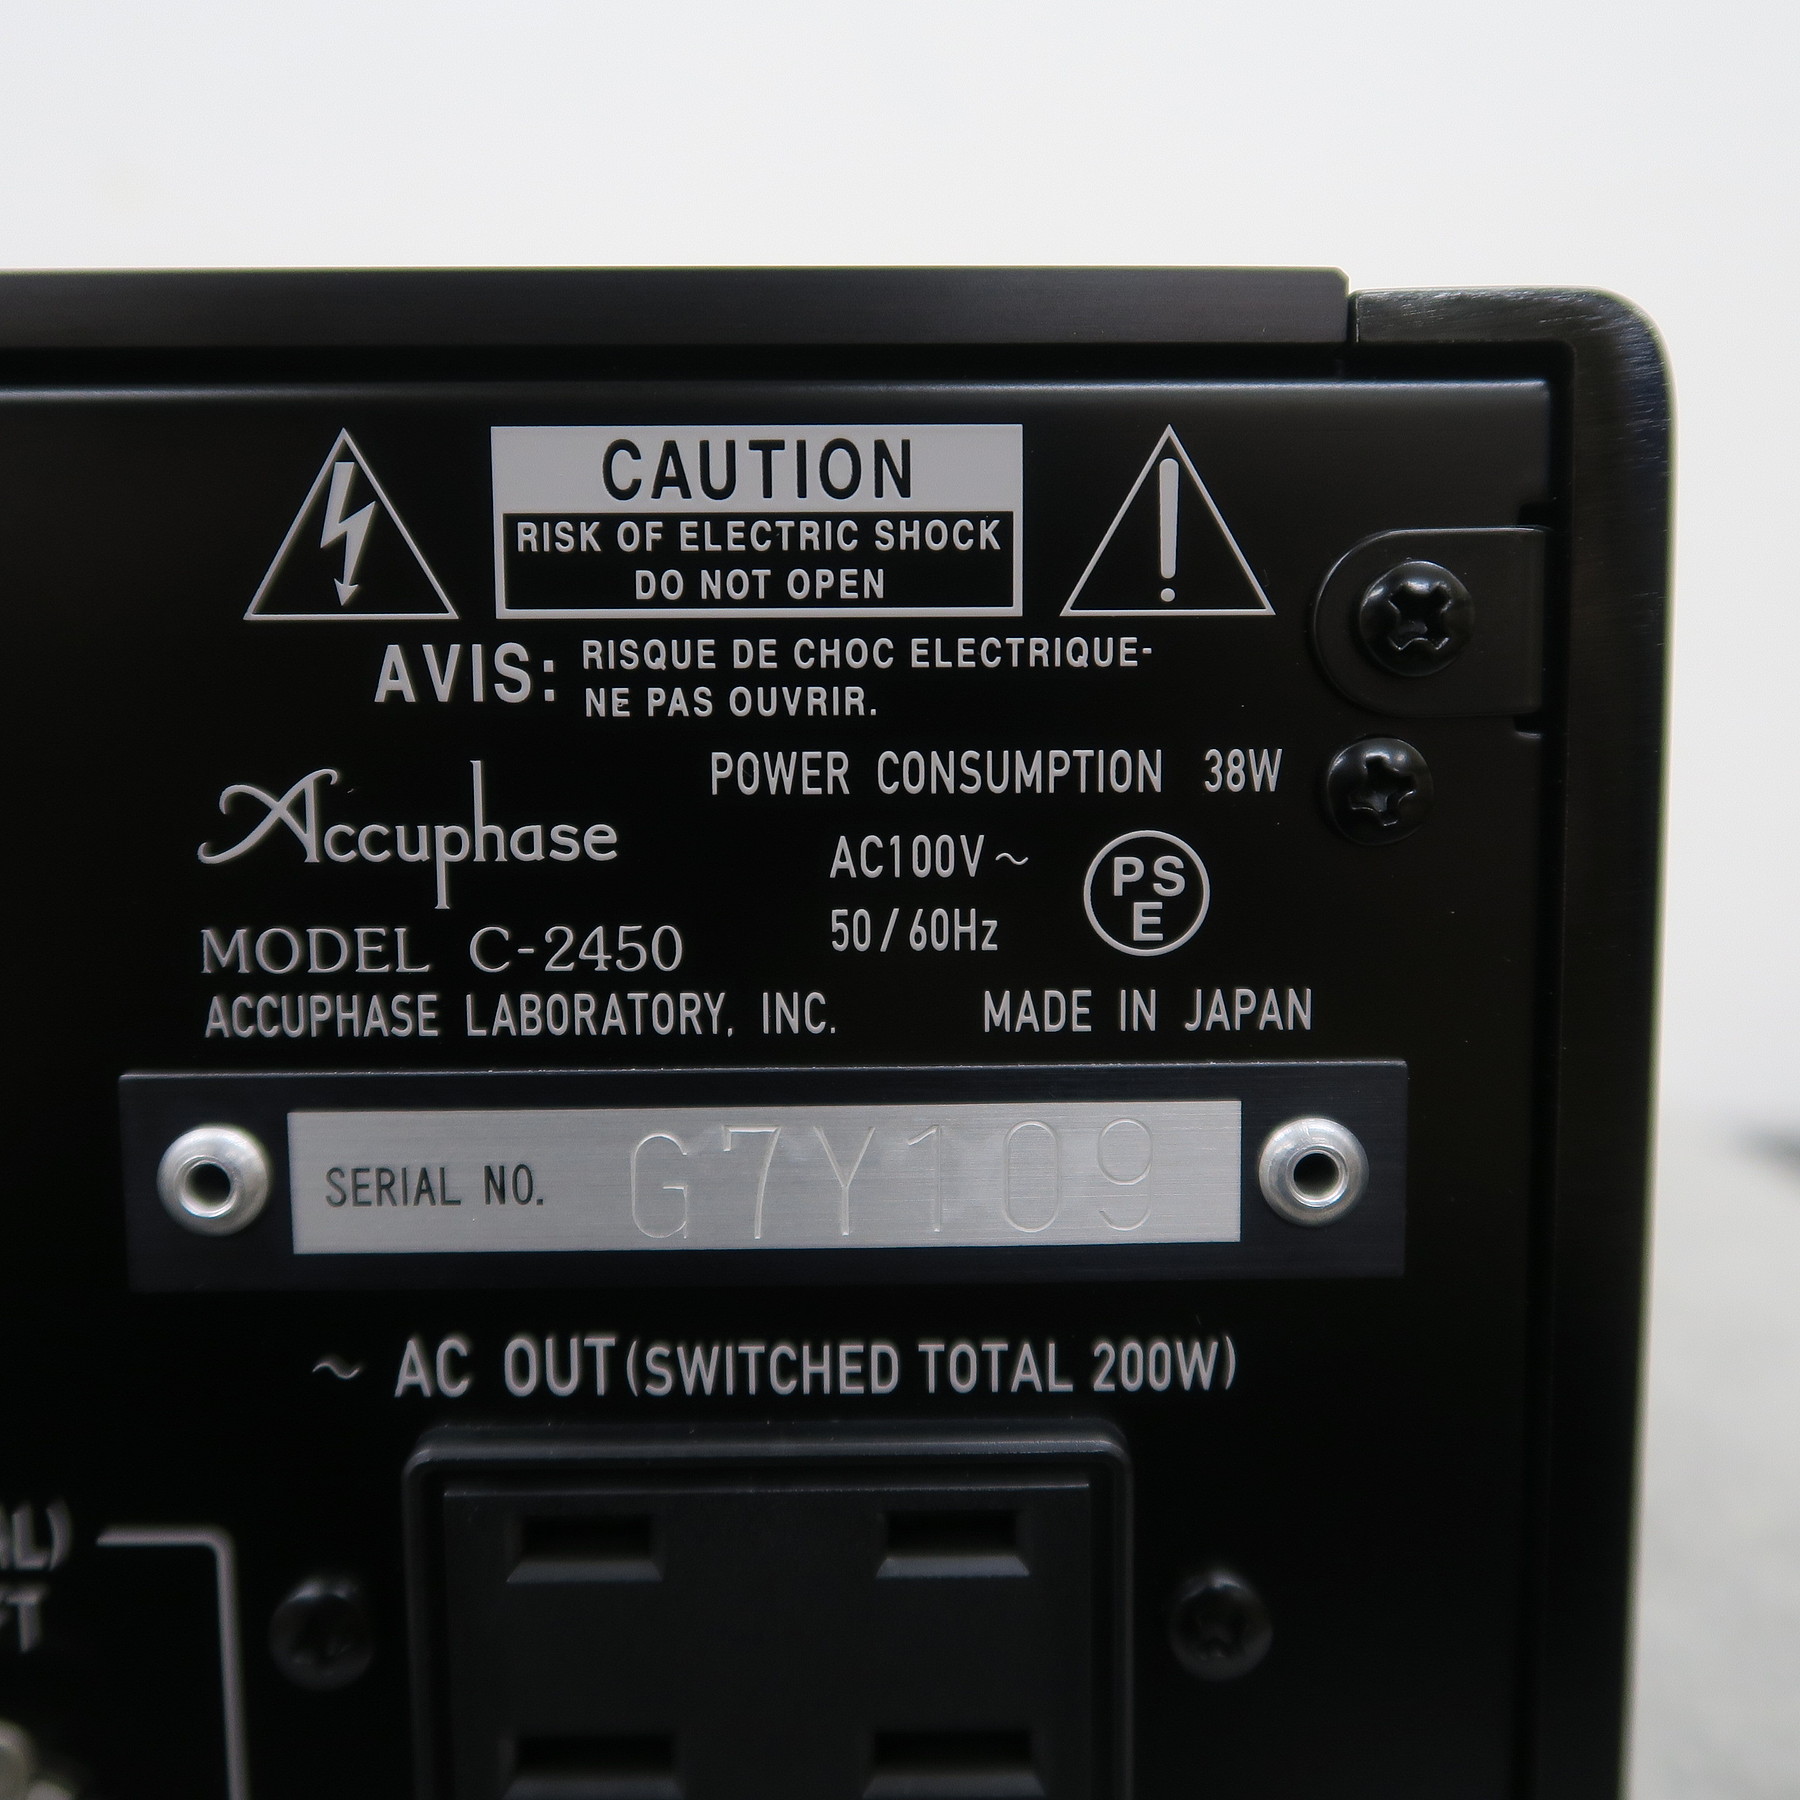 CAUTION
RISK OF ELECTRIC SHOCK
DO NOT OPEN
AVIS: RISQUE DE CHOC ELECTRIQUE-
NE PAS OUVRIR.
POWER CONSUMPTION 38W
Accuphase
AC100V~
PS
E
50/60Hz
MODEL C-2450
ACCUPHASE LABORATORY, INC. MADE IN JAPAN
SERIAL NO. G7Y109
~ AC OUT (SWITCHED TOTAL 200W)